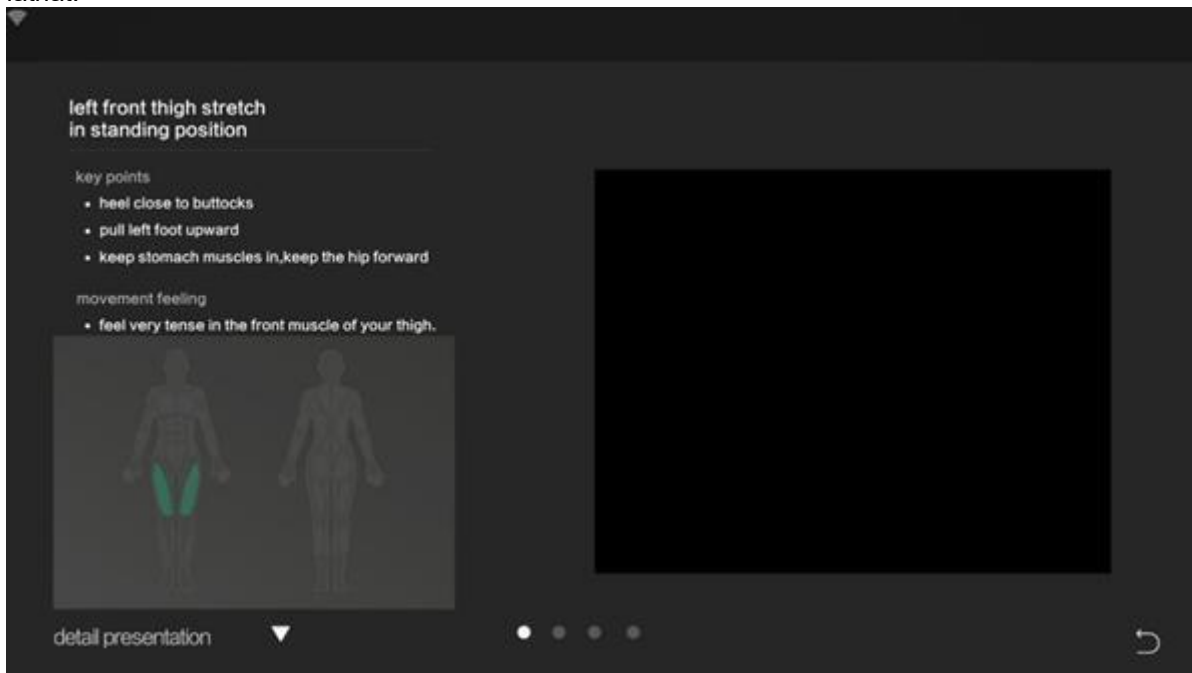 left front thigh stretch
in standing position
key points
• heel close to buttocks
• pull left foot upward
• keep stomach muscles in,keep the hip forward
movement feeling
• feel very tense in the front muscle of your thigh.
detail presentation